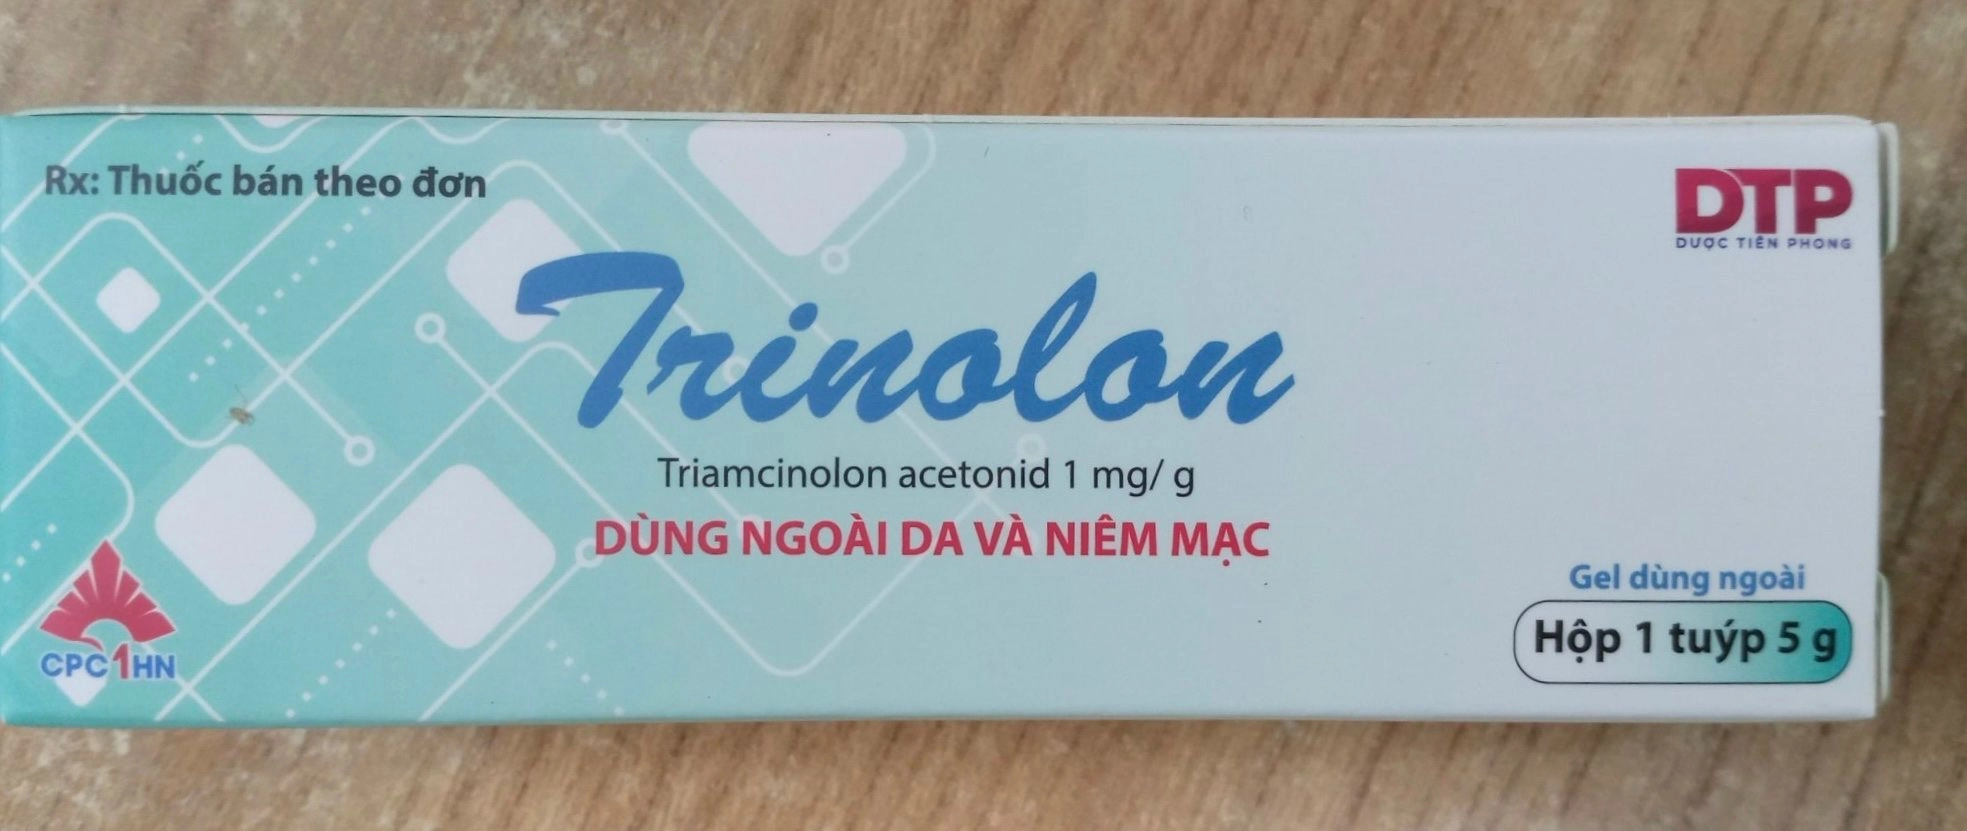 Rx: Thuốc bán theo đơn
DTP
DƯỢC TIÊN PHONG
Trinolon
Triamcinolon acetonid 1 mg/ g
DÙNG NGOÀI DA VÀ NIÊM MẠC
Gel dùng ngoài
Hộp 1 tuýp 5 g
CPC1HN